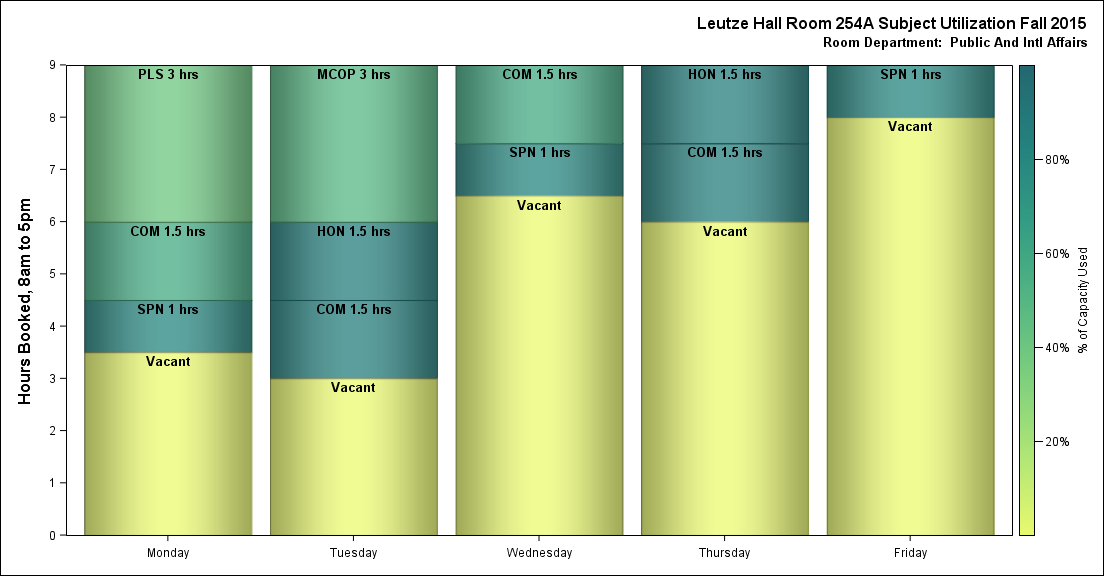 Leutze Hall Room 254A Subject Utilization Fall 2015
Room Department: Public And Intl Affairs
Hours Booked, 8am to 5pm
9
8
7
6
5
4
3
2
1
0
PLS 3 hrs
COM 1.5 hrs
SPN 1 hrs
Vacant
MCOP 3 hrs
HON 1.5 hrs
COM 1.5 hrs
Vacant
COM 1.5 hrs
SPN 1 hrs
Vacant
HON 1.5 hrs
COM 1.5 hrs
Vacant
SPN 1 hrs
Vacant
Monday
Tuesday
Wednesday
Thursday
Friday
80%
60%
40%
20%
% of Capacity Used